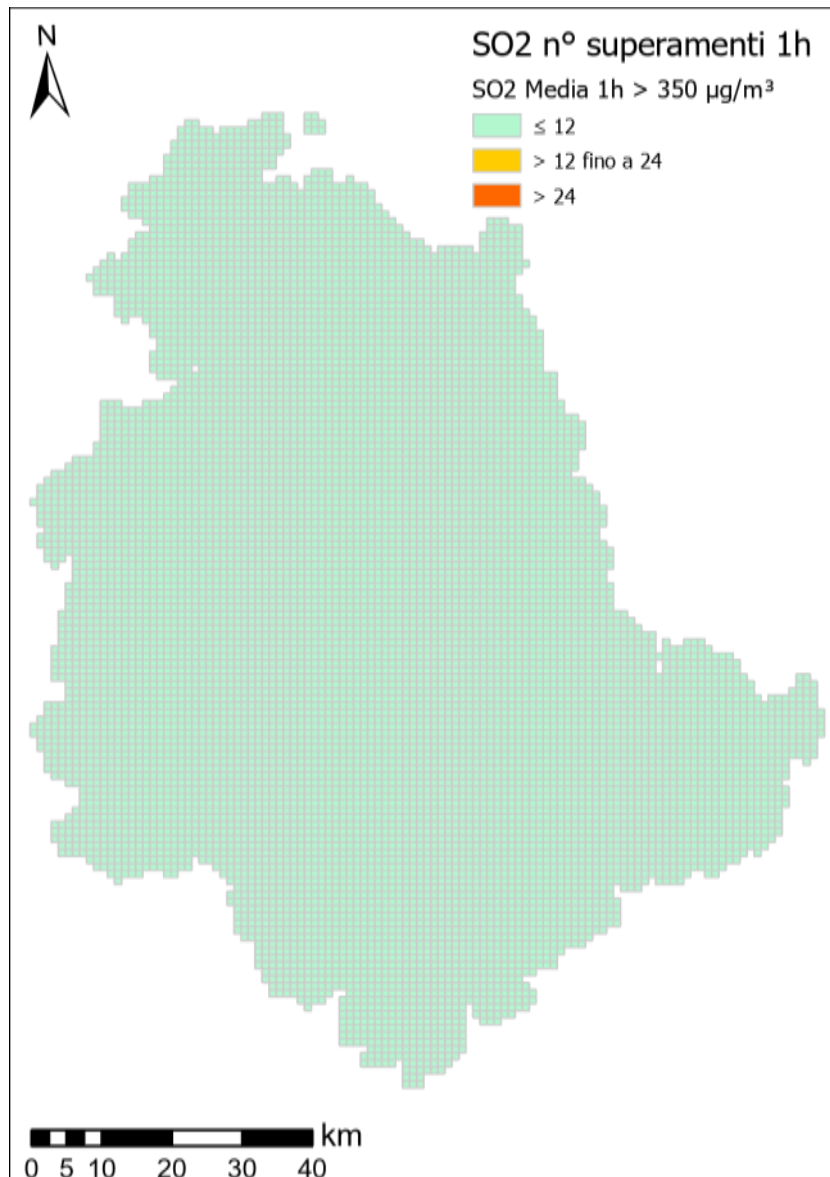 N
SO2 n° superamenti 1h
SO2 Media 1h > 350 µg/m³
≤ 12
> 12 fino a 24
> 24
km
0 5 10 20 30 40